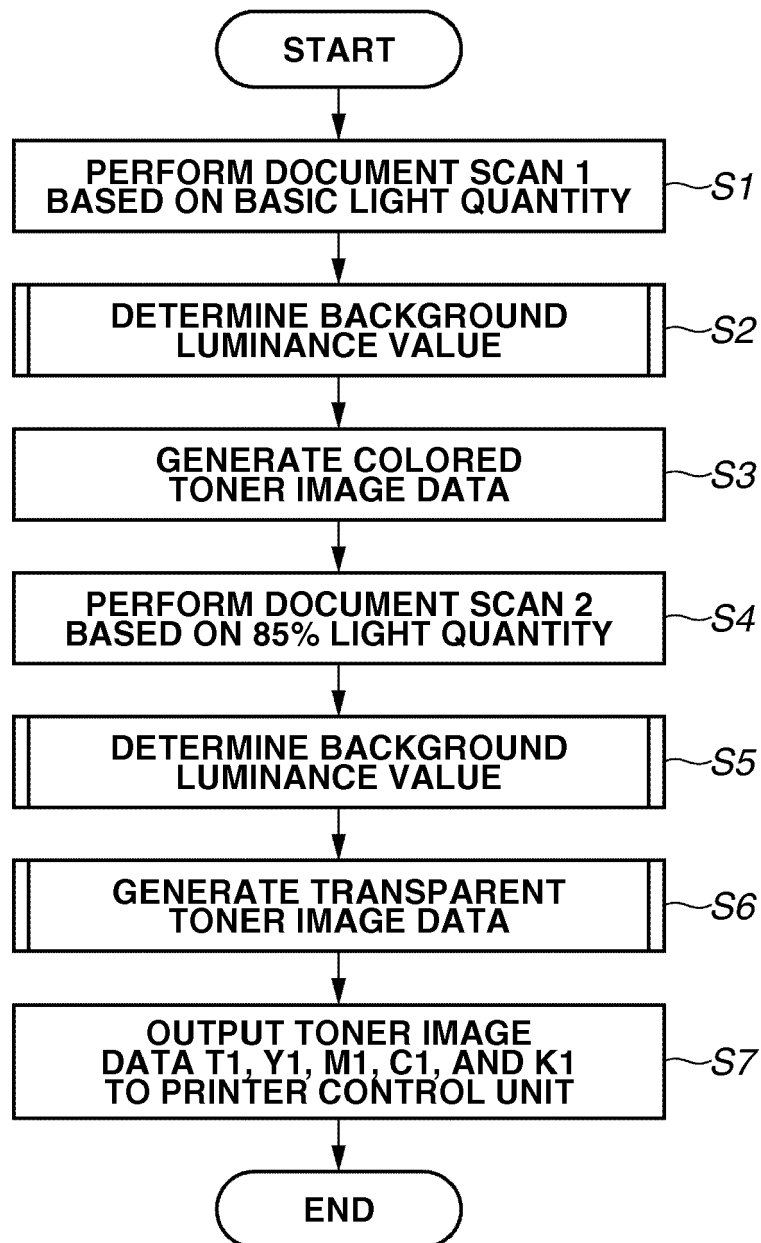 START
PERFORM DOCUMENT SCAN 1
BASED ON BASIC LIGHT QUANTITY
S1
DETERMINE BACKGROUND
LUMINANCE VALUE
S2
GENERATE COLORED
TONER IMAGE DATA
S3
PERFORM DOCUMENT SCAN 2
BASED ON 85% LIGHT QUANTITY
S4
DETERMINE BACKGROUND
LUMINANCE VALUE
S5
GENERATE TRANSPARENT
TONER IMAGE DATA
S6
OUTPUT TONER IMAGE
DATA T1, Y1, M1, C1, AND K1
TO PRINTER CONTROL UNIT
S7
END